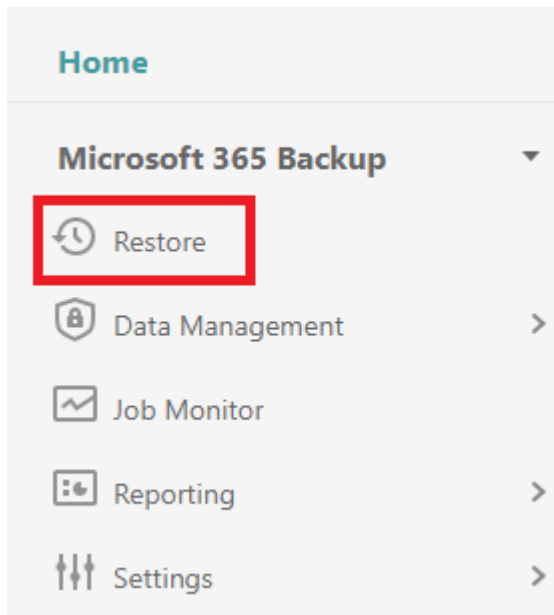 Home
Microsoft 365 Backup
Restore
Data Management
Job Monitor
Reporting
Settings